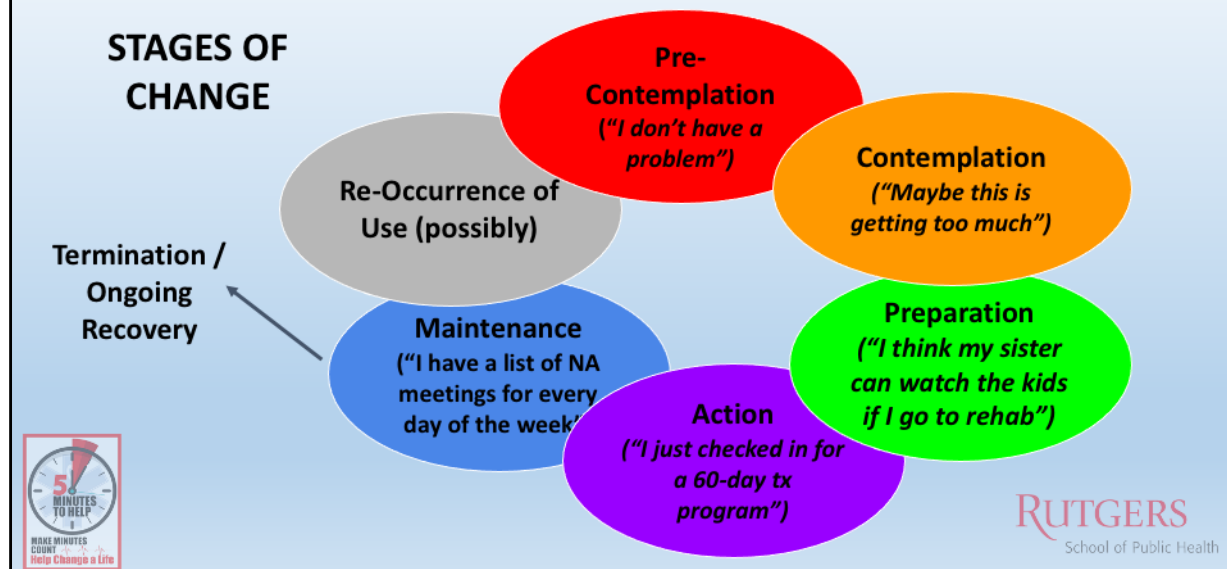 STAGES OF
CHANGE
Pre-
Contemplation
(“I don’t have a
problem”)
Contemplation
(“Maybe this is
getting too much”)
Preparation
(“I think my sister
can watch the kids
if I go to rehab”)
Action
(“I just checked in for
a 60-day tx
program”)
Maintenance
(“I have a list of NA
meetings for every
day of the week”
Termination /
Ongoing
Recovery
Re-Occurrence of
Use (possibly)
5
MINUTES
TO HELP
MAKE MINUTES
COUNT
Help Change a Life
RUTGERS
School of Public Health